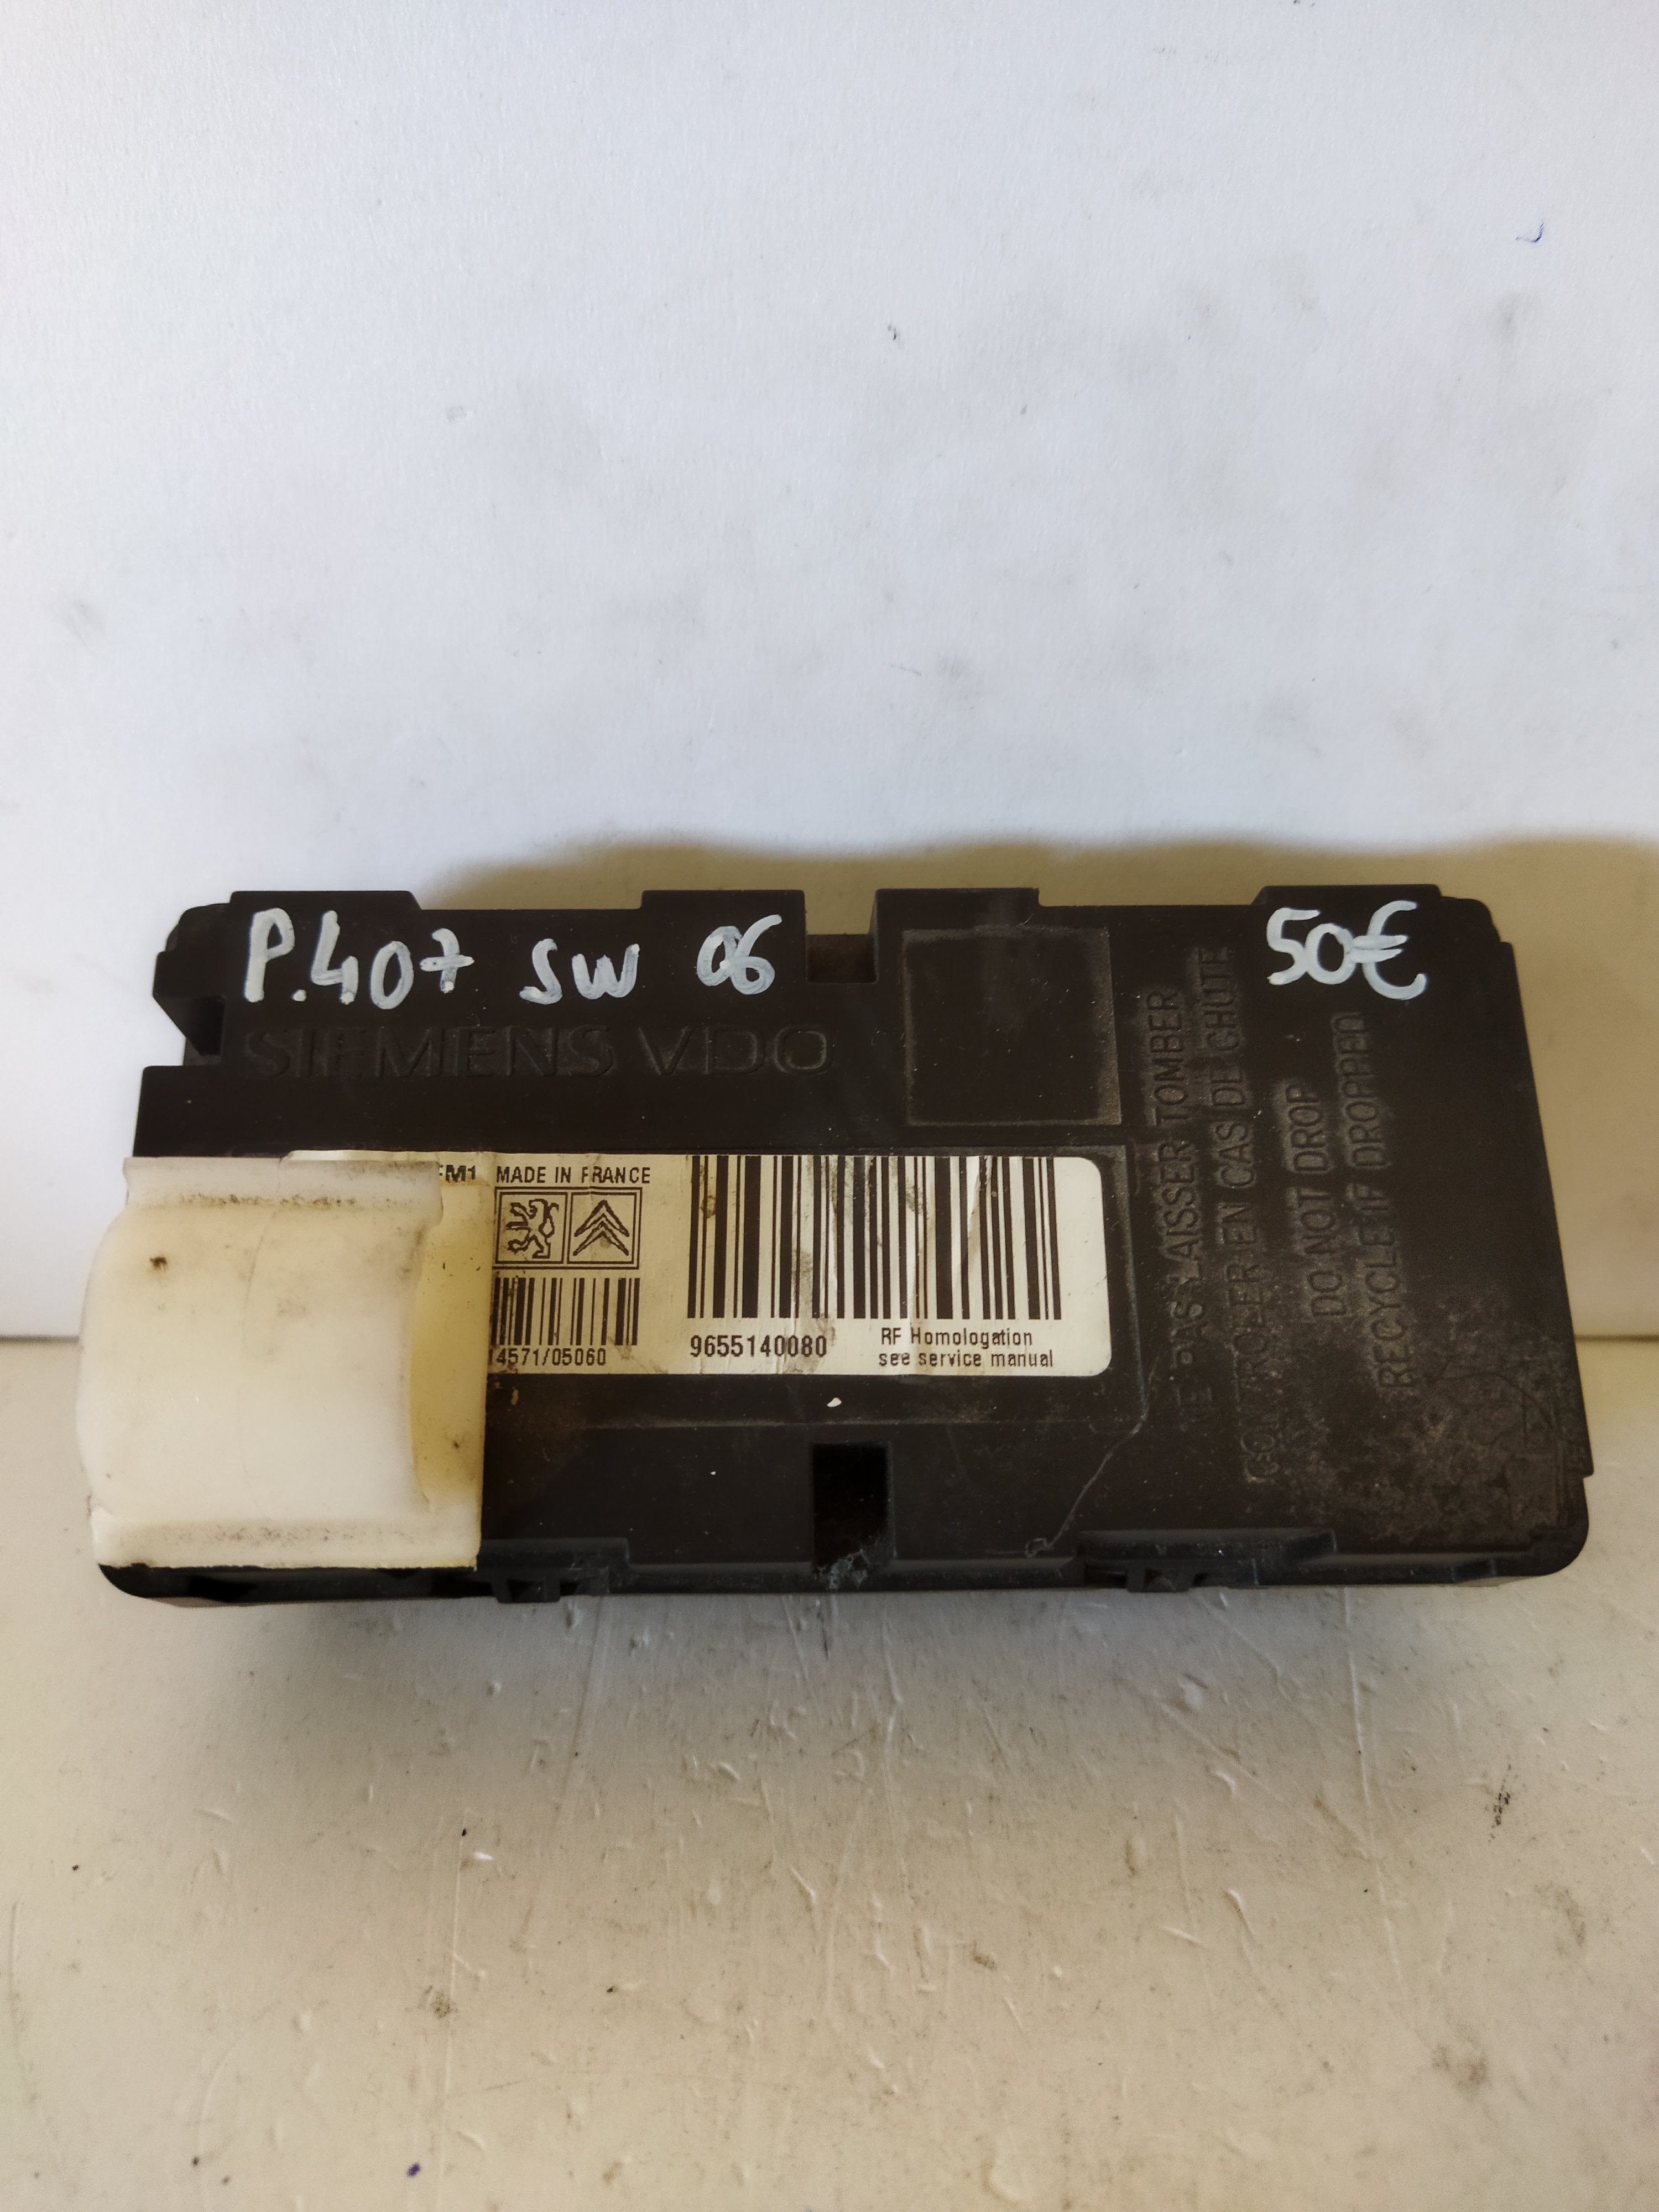 P.407 SW 06
50€
SIEMENS VDO
MADE IN FRANCE
14571/05060
9655140080
RF Homologation
see service manual
NE PAS LAISSER TOMBER
CONTROLER EN CAS DE CHUTE
DO NOT DROP
RECYCLE IF DROPPED